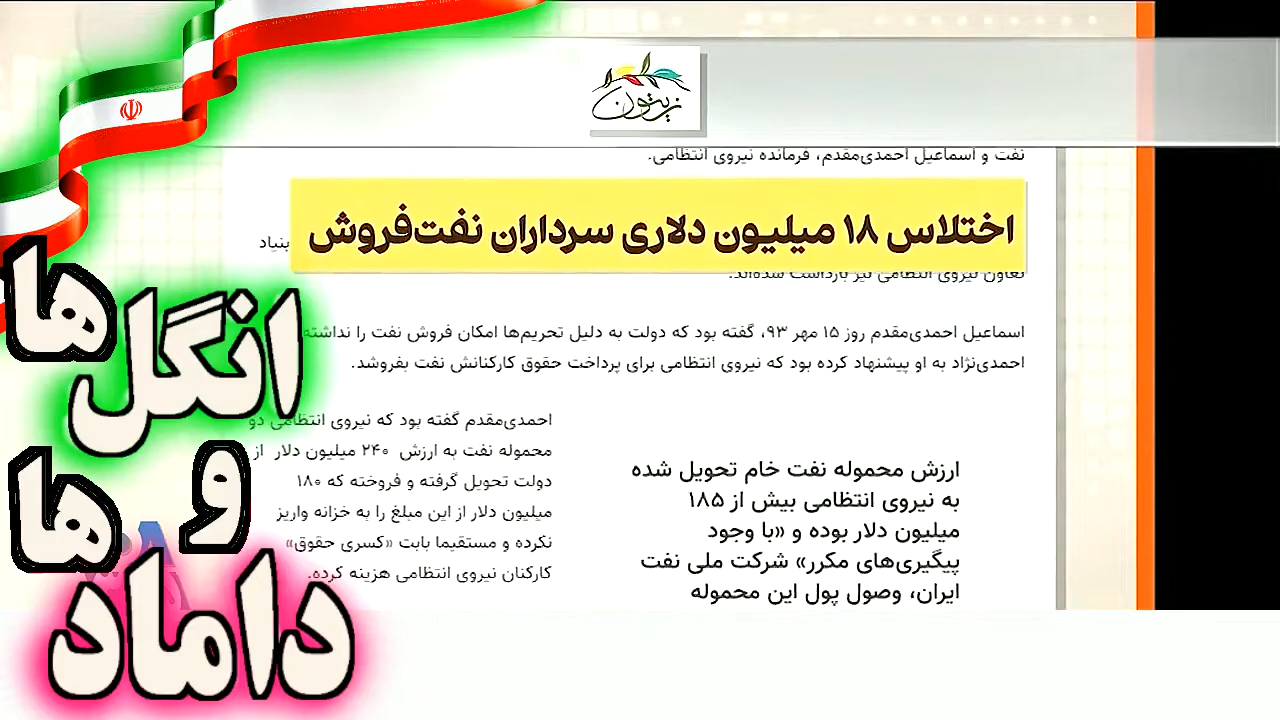 زیتون
نفت و اسماعیل احمدی‌مقدم، فرمانده نیروی انتظامی.
اختلاس ۱۸ میلیون دلاری سرداران نفت‌فروش
بنیاد
تعاون نیروی انتظامی نیز بازداشت شده‌اند.
اسماعیل احمدی‌مقدم روز ۱۵ مهر ۹۳، گفته بود که دولت به دلیل تحریم‌ها امکان فروش نفت را نداشته
احمدی‌نژاد به او پیشنهاد کرده بود که نیروی انتظامی برای پرداخت حقوق کارکنانش نفت بفروشد.
احمدی‌مقدم گفته بود که نیروی انتظامی دو
محموله نفت به ارزش ۲۴۰ میلیون دلار از
دولت تحویل گرفته و فروخته که ۱۸۰
میلیون دلار از این مبلغ را به خزانه واریز
نکرده و مستقیما بابت «کسری حقوق»
کارکنان نیروی انتظامی هزینه کرده.
ارزش محموله نفت خام تحویل شده
به نیروی انتظامی بیش از ۱۸۵
میلیون دلار بوده و «با وجود
پیگیری‌های مکرر» شرکت ملی نفت
ایران، وصول پول این محموله
انگل ها
و
داماد ها